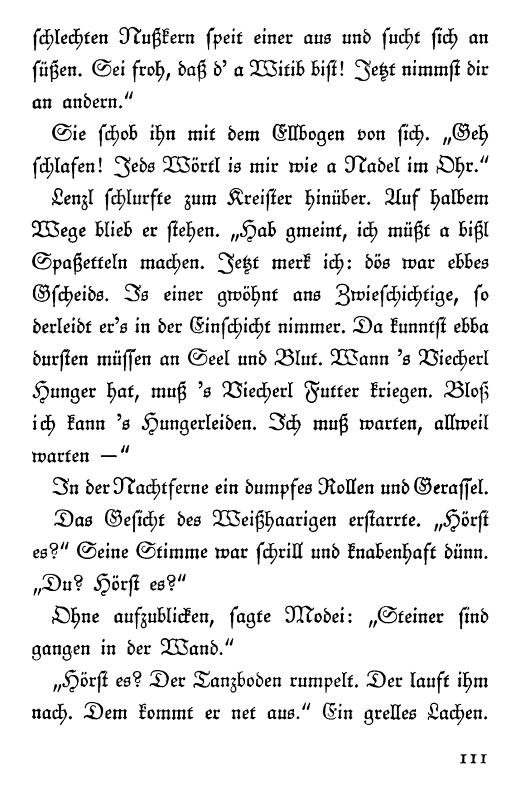 schlechten Nußkern speit einer aus und sucht sich an
süßen. Sei froh, daß d' a Witib bist! Jetzt nimmst dir
an andern.“
Sie schob ihn mit dem Ellbogen von sich. „Geh
schlafen! Jeds Wörtl is mir wie a Nadel im Ohr.“
Lenzl schlurfte zum Kreister hinüber. Auf halbem
Wege blieb er stehen. „Hab gmeint, ich müßt a bißl
Spaßetteln machen. Jetzt merk ich: dös war ebbes
Gscheids. Is einer gwöhnt ans Zwieschichtige, so
derleidt er's in der Einschicht nimmer. Da kunntst ebba
dursten müssen an Seel und Blut. Wann 's Viecherl
Hunger hat, muß 's Viecherl Futter kriegen. Bloß
ich kann 's Hungerleiden. Ich muß warten, allweil
warten —“
In der Nachtferne ein dumpfes Rollen und Gerassel.
Das Gesicht des Weißhaarigen erstarrte. „Hörst
es?“ Seine Stimme war schrill und knabenhaft dünn.
„Du? Hörst es?“
Ohne aufzublicken, sagte Modei: „Steiner sind
gangen in der Wand.“
„Hörst es? Der Tanzboden rumpelt. Der lauft ihm
nach. Dem kommt er net aus.“ Ein grelles Lachen.
111